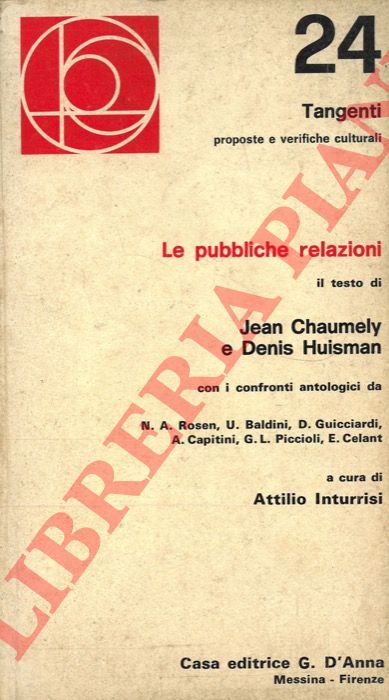 24
Tangenti
proposte e verifiche culturali
Le pubbliche relazioni
il testo di
Jean Chaumely
e Denis Huisman
con i confronti antologici da
N. A. Rosen, U. Baldini, D. Guicciardi,
A. Capitini, G. L. Piccioli, E. Celant
a cura di
Attilio Inturrisi
Casa editrice G. D'Anna
Messina - Firenze
LIBRERIA PIANI